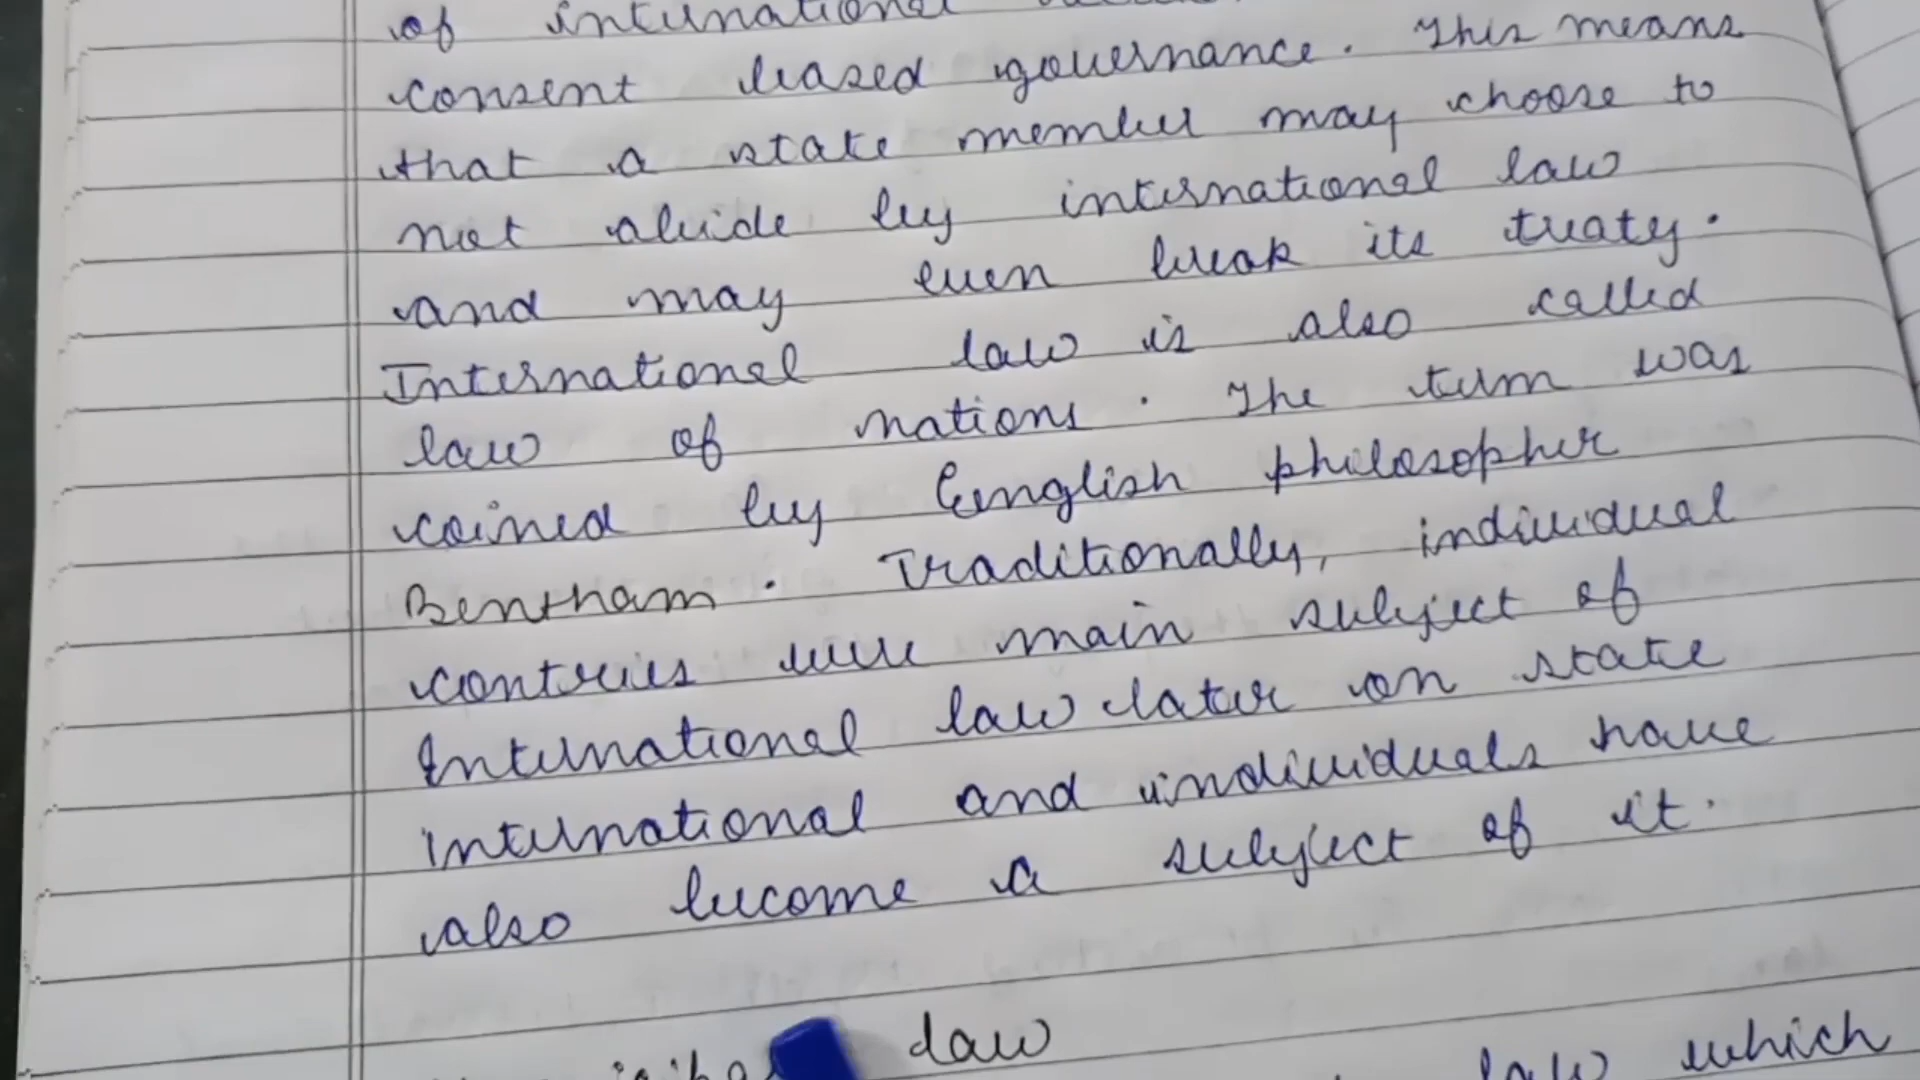 of international
consent based governance. This means
that a state member may choose to
not abide by international law
and may even break its treaty.
International law is also called
law of nations. The term was
coined by English philosopher
Bentham. Traditionally, individual
contries were main subject of
International law later on state
international and individuals have
also become a subject of it.
law
law which